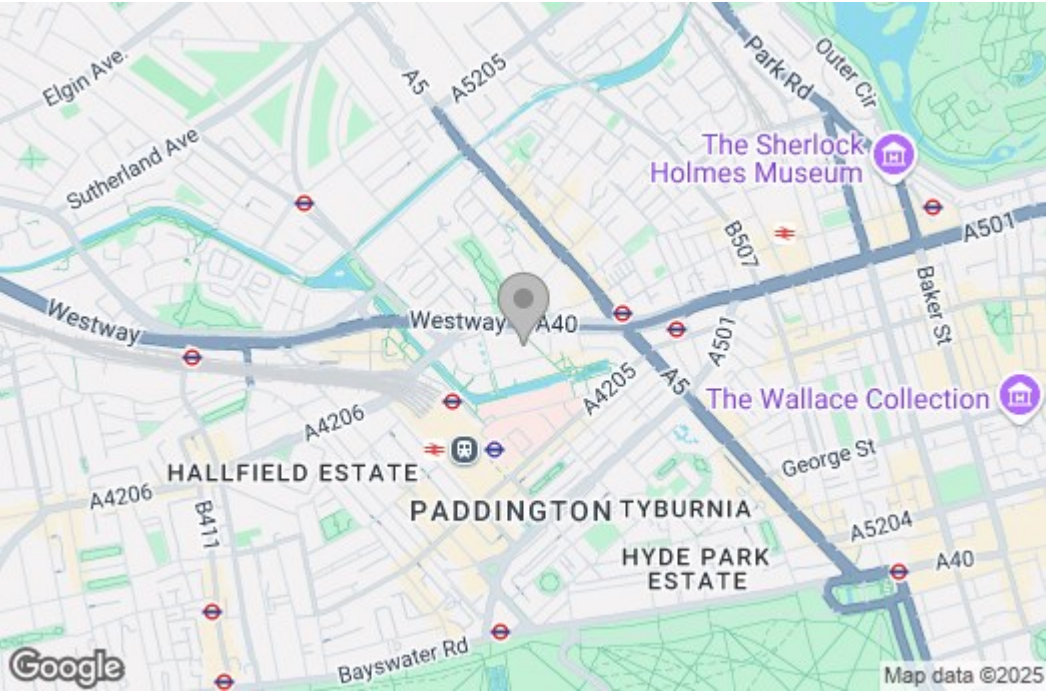 Elgin Ave.
A5
A5205
Park Rd
Outer Cir
Sutherland Ave
The Sherlock
Holmes Museum
B507
A501
Westway
Westway
A40
Baker St
A501
A4205
A5
The Wallace Collection
A4206
George St
HALLFIELD ESTATE
A4206
B411
PADDINGTON
TYBURNIA
A5204
HYDE PARK
ESTATE
A40
Bayswater Rd
Google
Map data ©2025